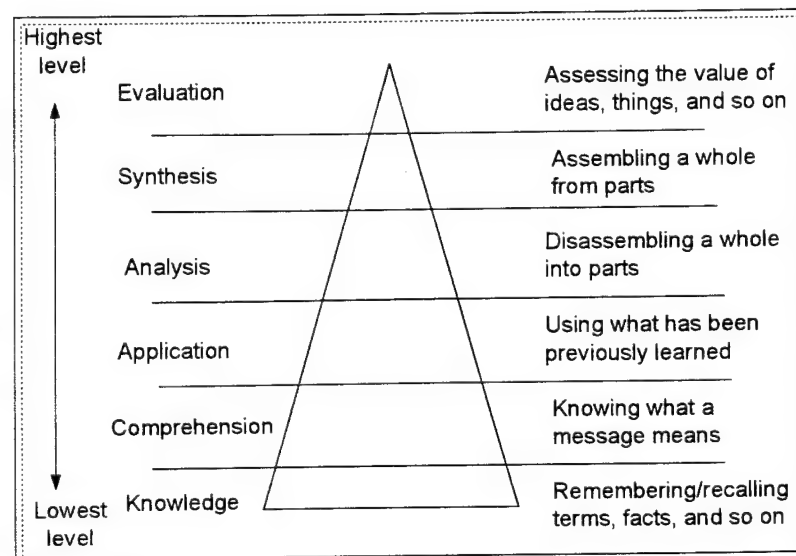 Highest
level
Evaluation
Assessing the value of
ideas, things, and so on
Synthesis
Assembling a whole
from parts
Analysis
Disassembling a whole
into parts
Application
Using what has been
previously learned
Comprehension
Knowing what a
message means
Knowledge
Remembering/recalling
terms, facts, and so on
Lowest
level